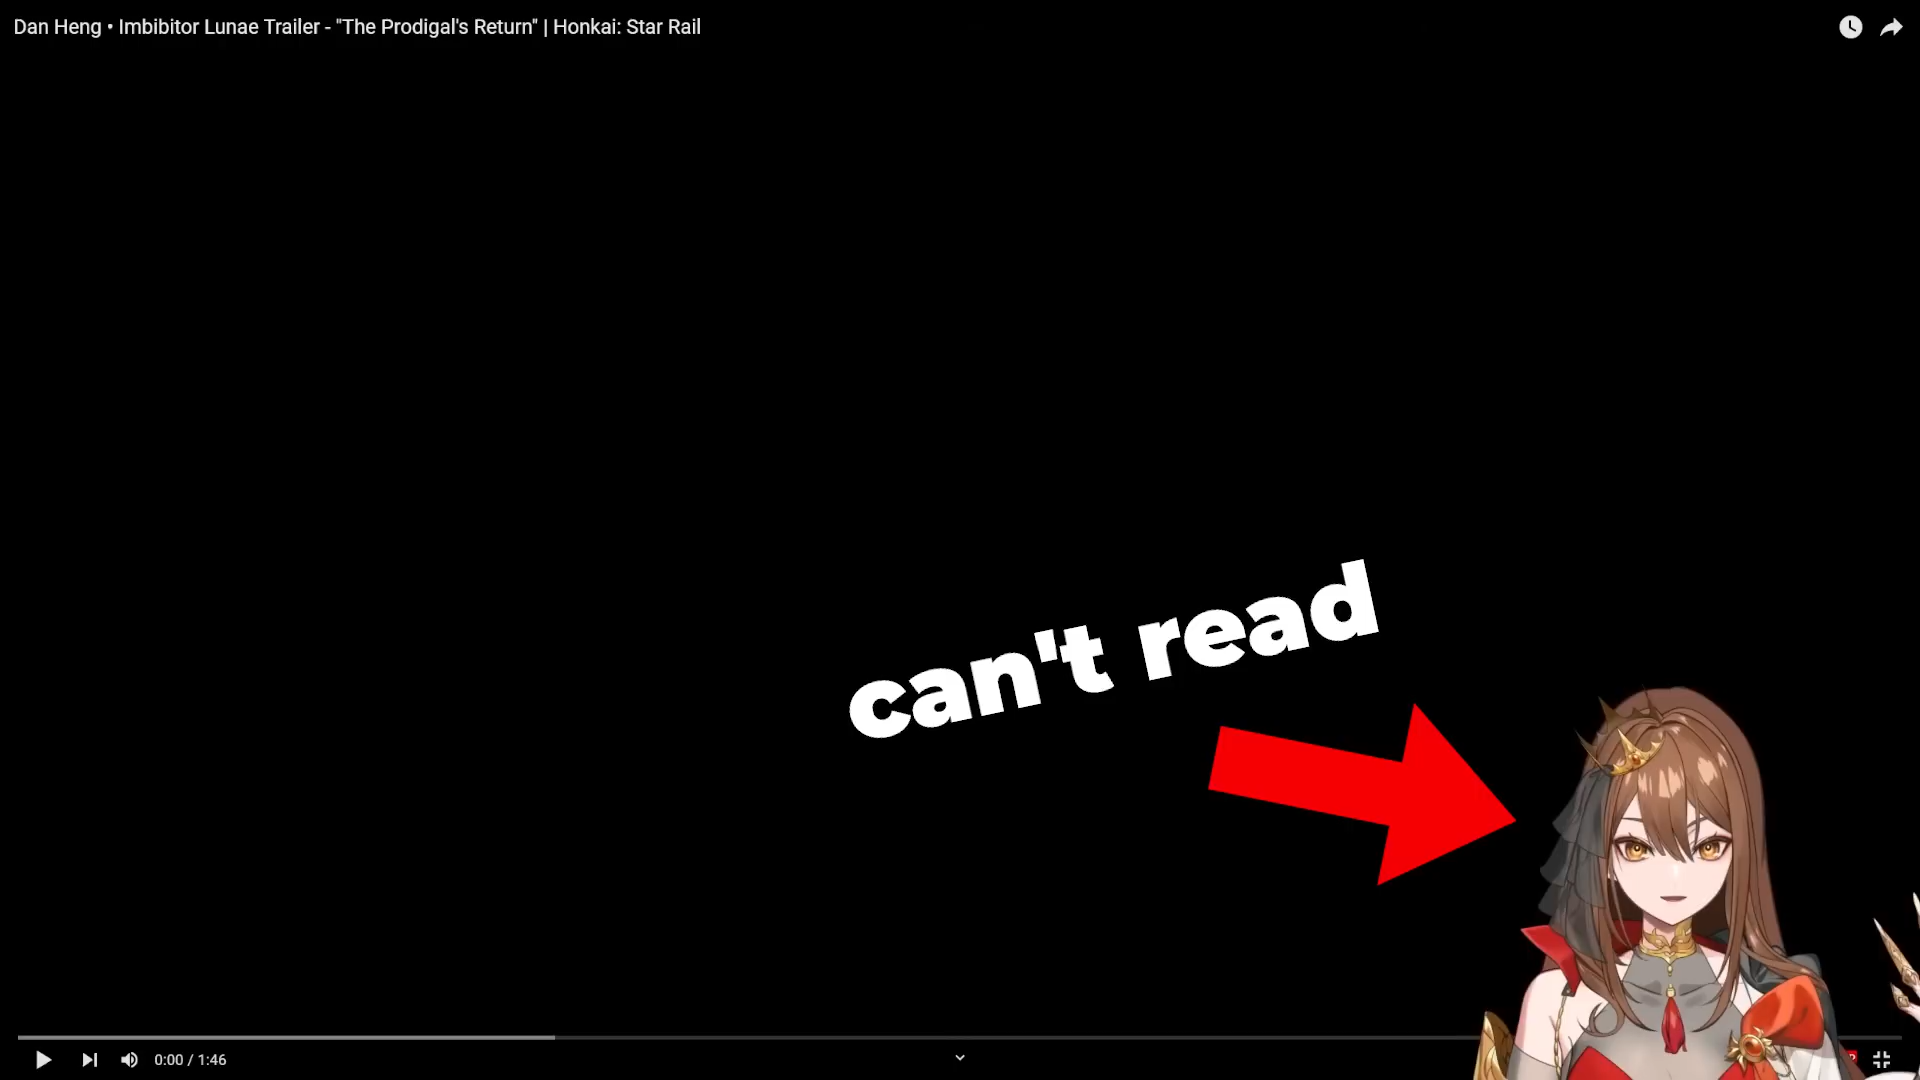 Dan Heng • Imbibitor Lunae Trailer - "The Prodigal's Return" | Honkai: Star Rail
can't read
0:00 / 1:46